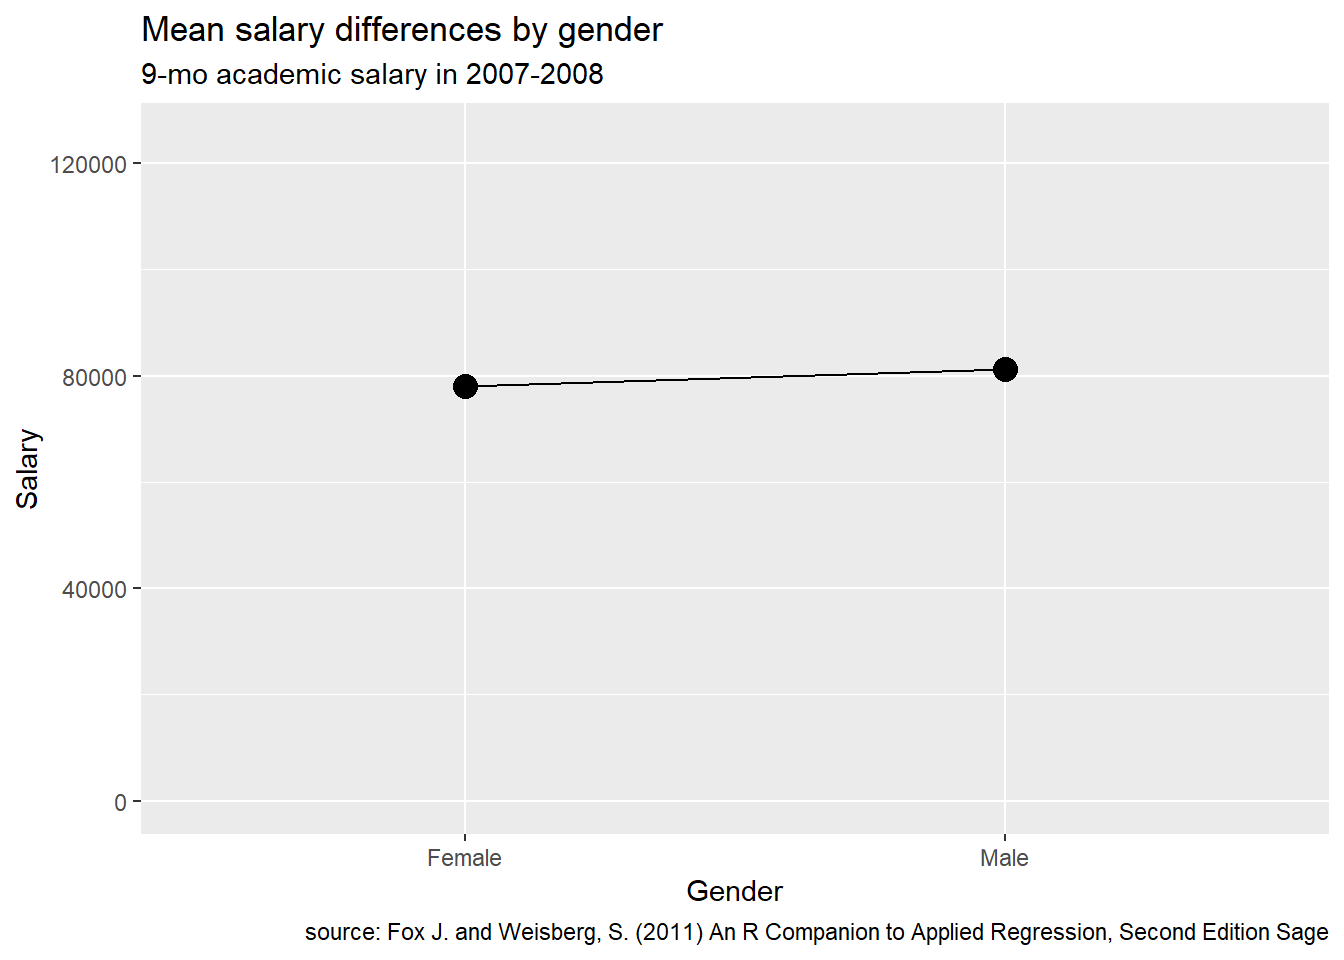 Mean salary differences by gender
9-mo academic salary in 2007-2008
120000
80000
40000
0
Salary
Female Male
Gender
source: Fox J. and Weisberg, S. (2011) An R Companion to Applied Regression, Second Edition Sage